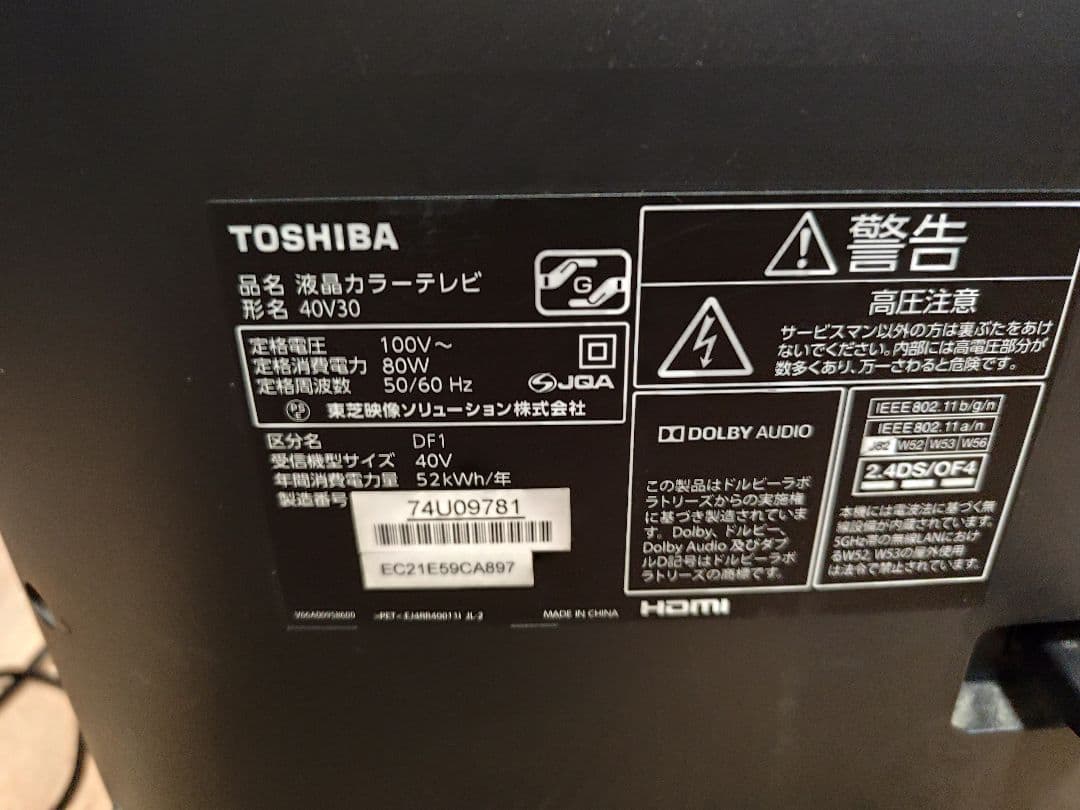 TOSHIBA
品名 液晶カラーテレビ
形名 40V30
G
定格電圧 100V～
定格消費電力 80W
定格周波数 50/60 Hz
JQA
PSE 東芝映像ソリューション株式会社
区分名 DF1
受信機型サイズ 40V
年間消費電力量 52kWh/年
製造番号
74U09781
EC21E59CA897
MADE IN CHINA
警告
高圧注意
サービスマン以外の方は裏ぶたをあけ
ないでください。内部には高電圧部分が
数多くあり、万一さわると危険です。
DOLBY AUDIO
この製品はドルビーラボ
ラトリーズからの実施権
に基づき製造されていま
す。Dolby、ドルビー、
Dolby Audio 及びダブ
ルD記号はドルビーラボ
ラトリーズの商標です。
IEEE802.11b/g/n
IEEE802.11a/n
J52 W52 W53 W56
2.4DS/OF4
本機には電波法に基づく無
線設備が内蔵されています。
5GHz帯の無線LANにおけ
るW52、W53の屋外使用
は法令で禁止されています。
HDMI